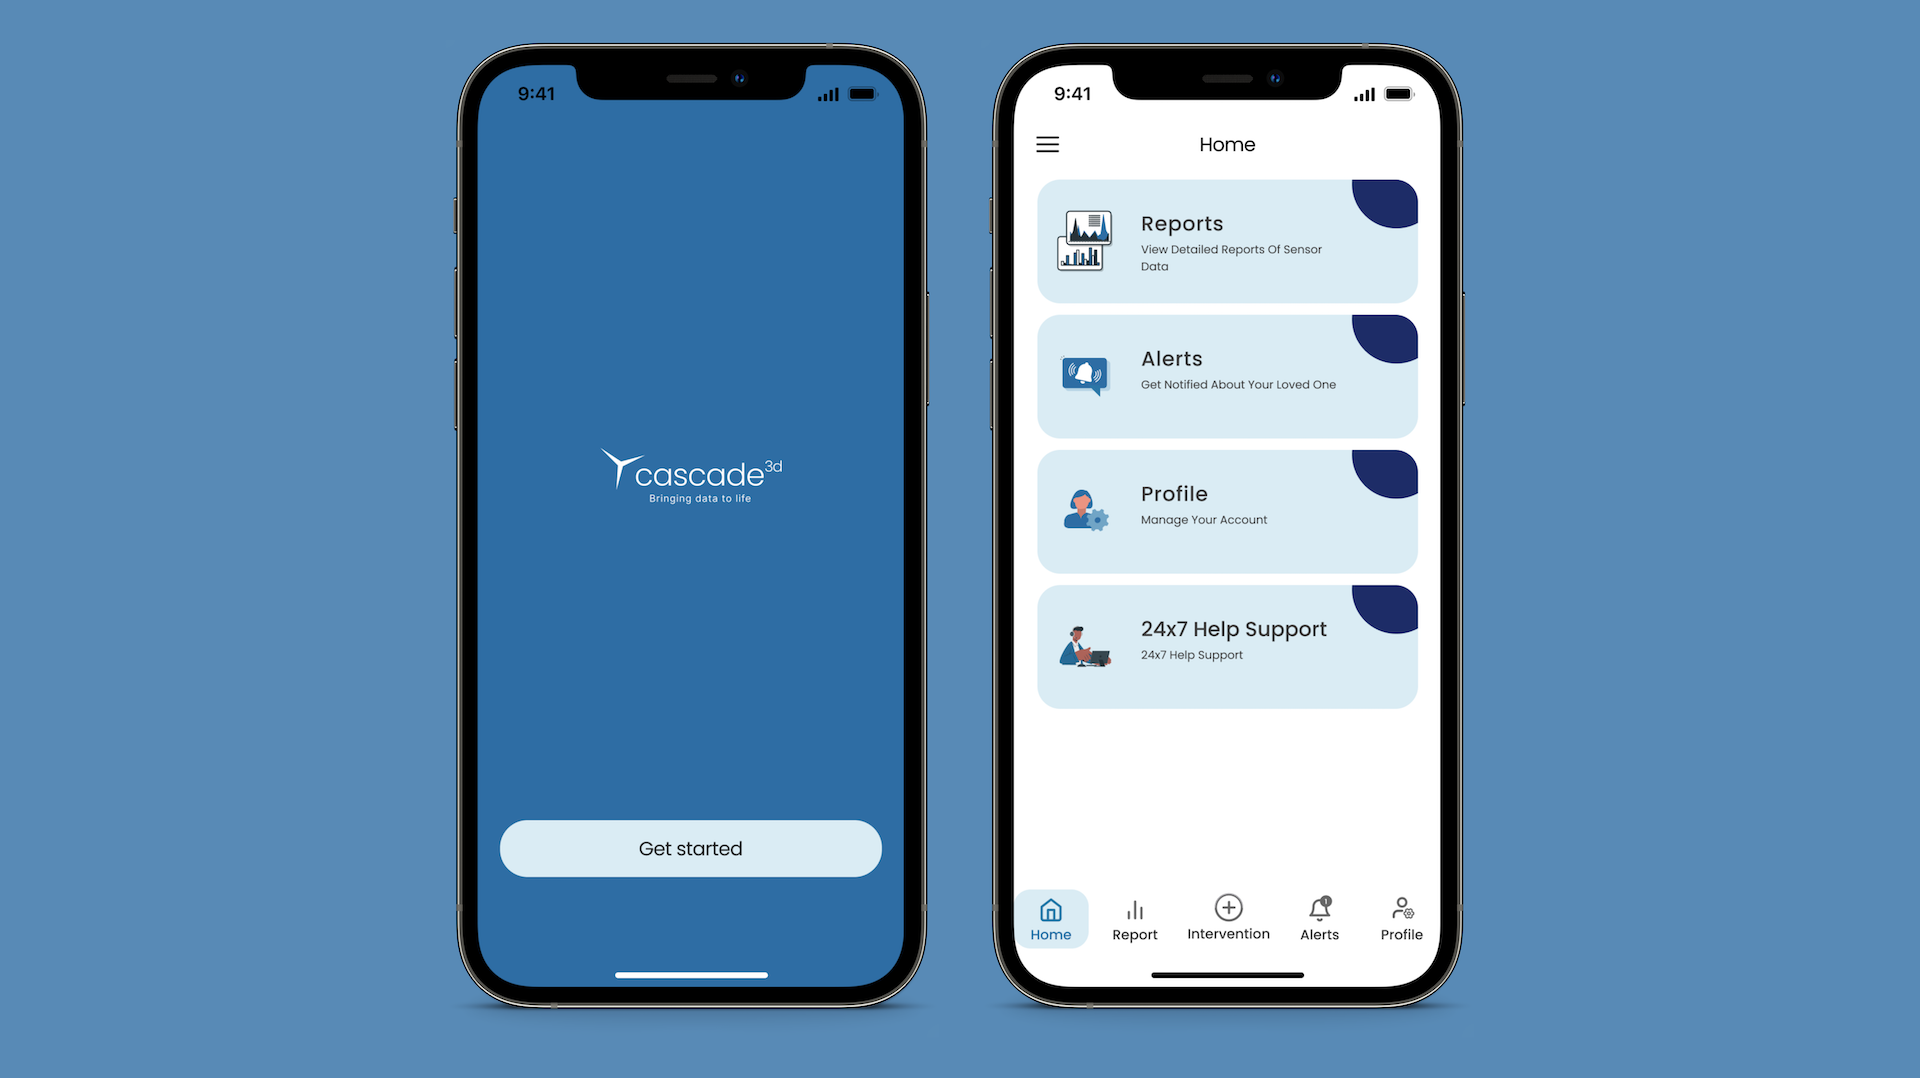 9:41
cascade3d
Bringing data to life
Get started
9:41
Home
Reports
View Detailed Reports Of Sensor
Data
Alerts
Get Notified About Your Loved One
Profile
Manage Your Account
24x7 Help Support
24x7 Help Support
Home
Report
Intervention
1
Alerts
Profile